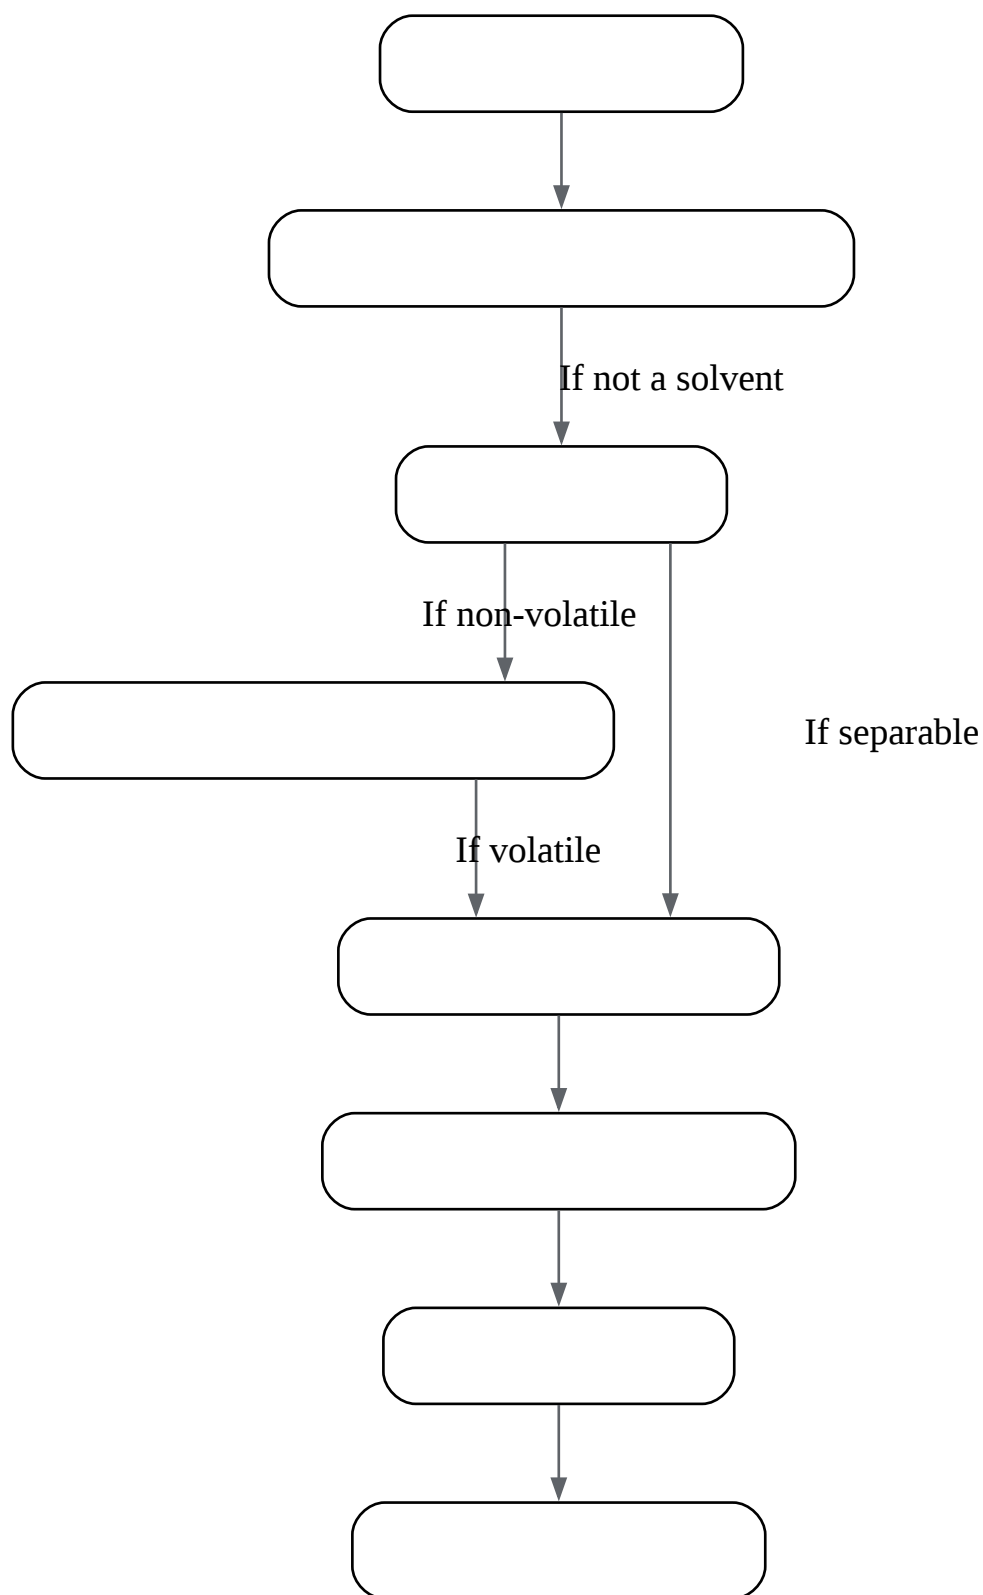 If not a solvent
If non-volatile
If separable
If volatile